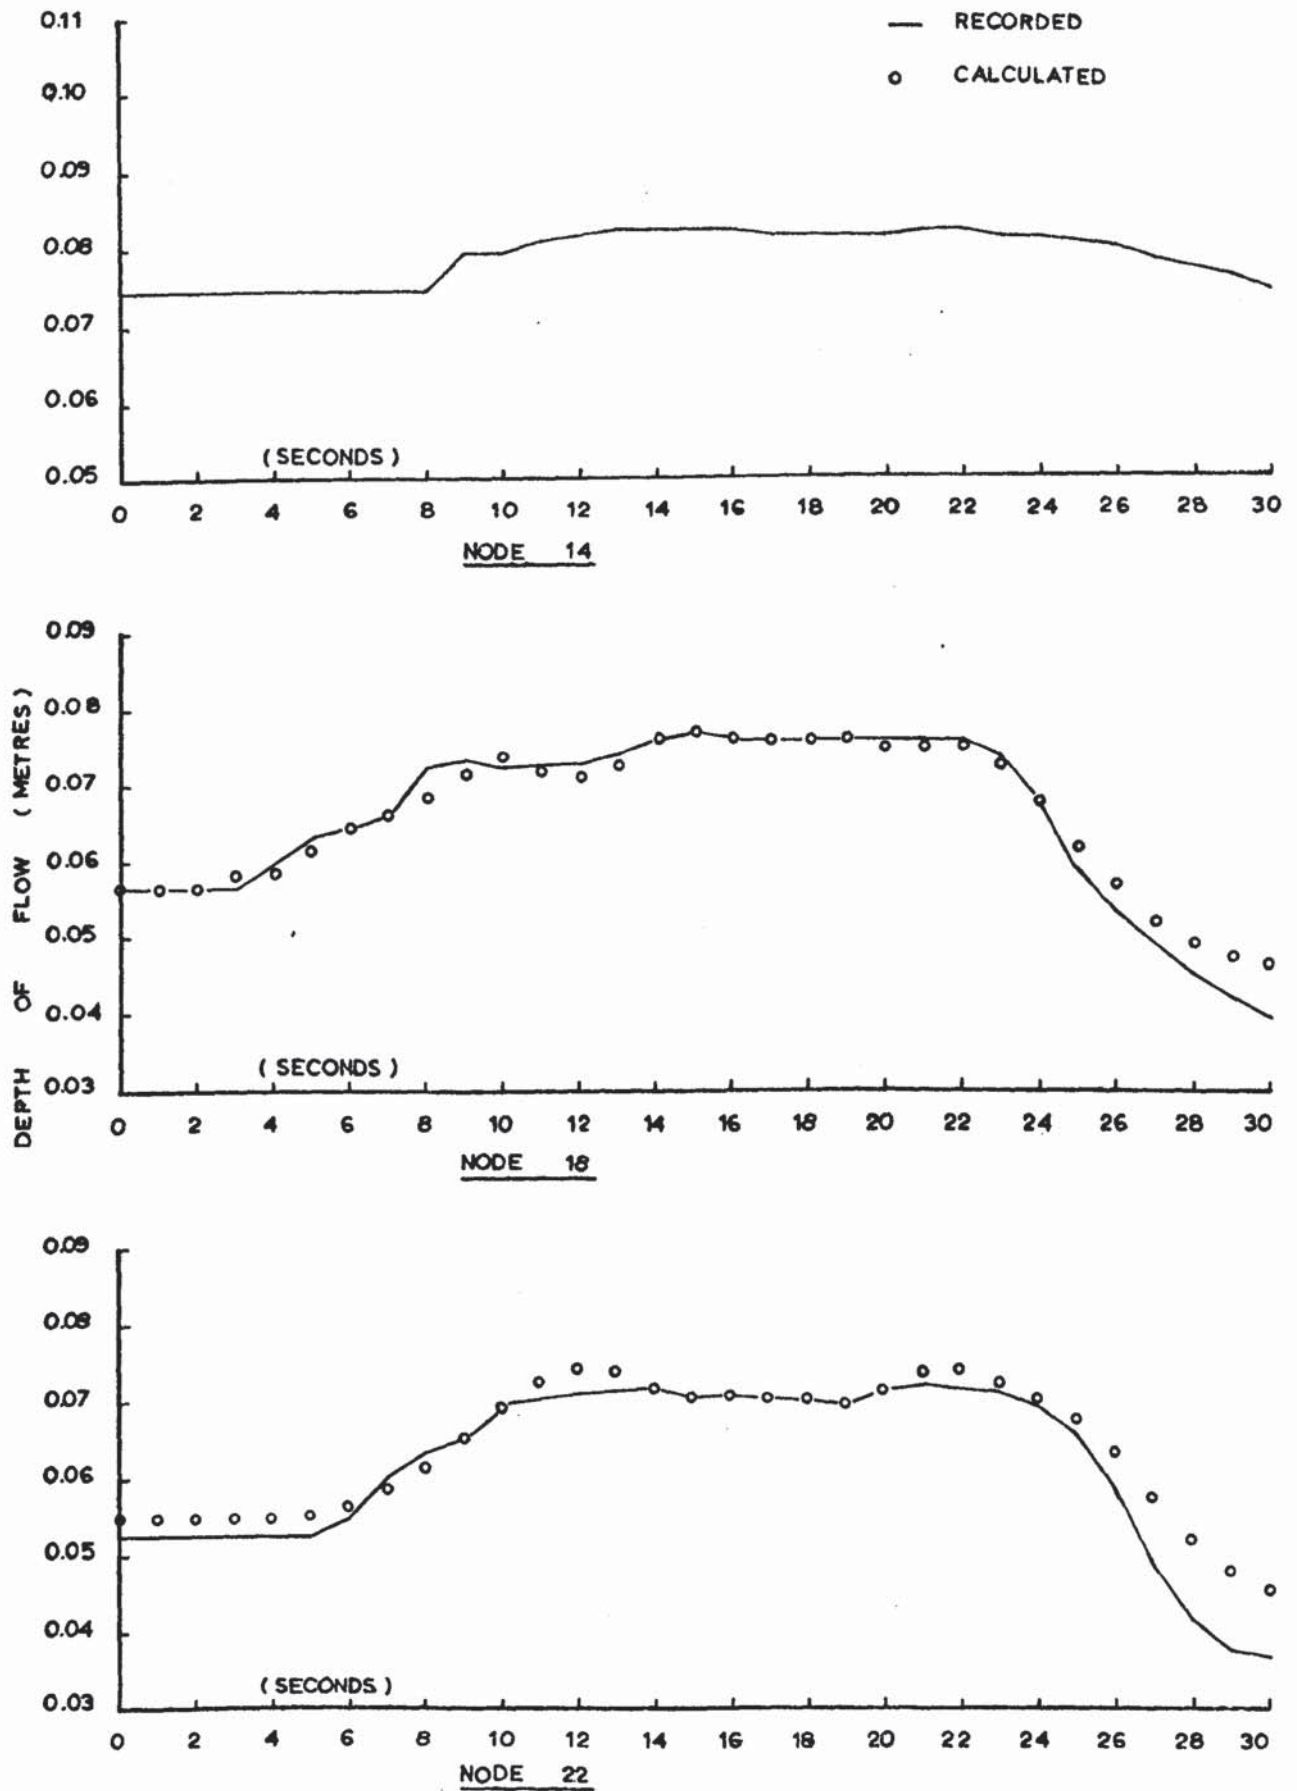 — RECORDED
o CALCULATED
0.11
0.10
0.09
0.08
0.07
0.06
0.05
(SECONDS)
0 2 4 6 8 10 12 14 16 18 20 22 24 26 28 30
NODE 14
DEPTH OF FLOW (METRES)
0.09
0.08
0.07
0.06
0.05
0.04
0.03
(SECONDS)
0 2 4 6 8 10 12 14 16 18 20 22 24 26 28 30
NODE 18
0.09
0.08
0.07
0.06
0.05
0.04
0.03
(SECONDS)
0 2 4 6 8 10 12 14 16 18 20 22 24 26 28 30
NODE 22